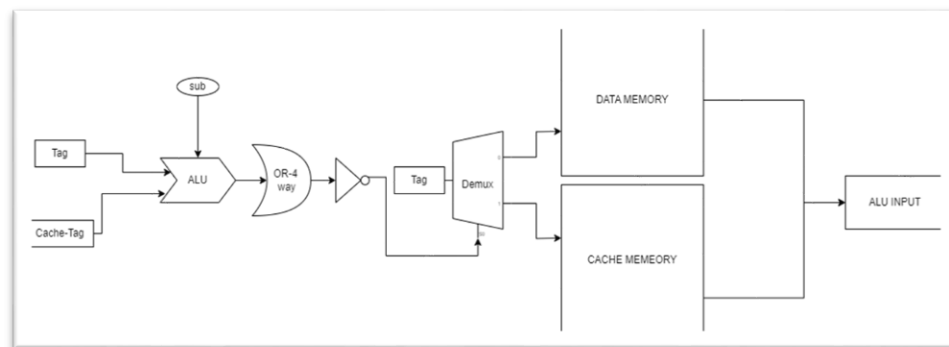 sub
Tag
ALU
OR-4
way
Tag
Demux
DATA MEMORY
ALU INPUT
Cache-Tag
CACHE MEMEORY